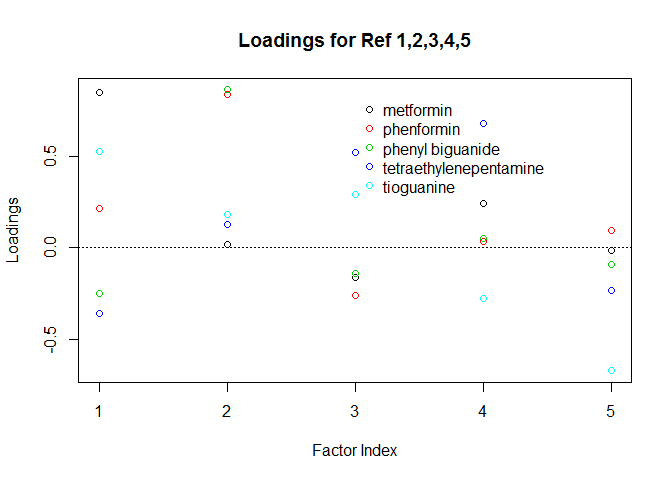 Loadings for Ref 1,2,3,4,5
metformin
phenformin
phenyl biguanide
tetraethylenepentamine
tioguanine
Loadings
0.5
0.0
-0.5
1 2 3 4 5
Factor Index